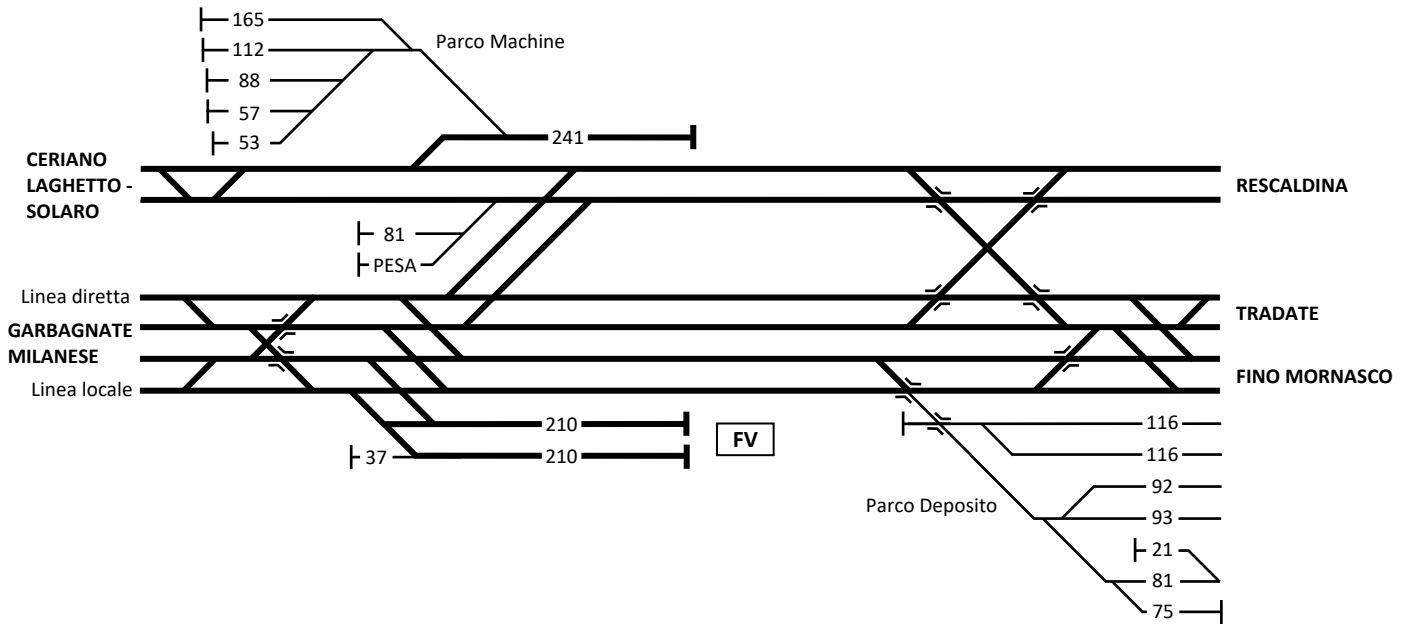 165
112
Parco Machine
88
57
53
241
CERIANO
LAGHETTO -
SOLARO
RESCALDINA
81
PESA
Linea diretta
GARBAGNATE
MILANESE
Linea locale
TRADATE
FINO MORNASCO
210
FV
37
210
116
116
92
Parco Deposito
93
21
81
75